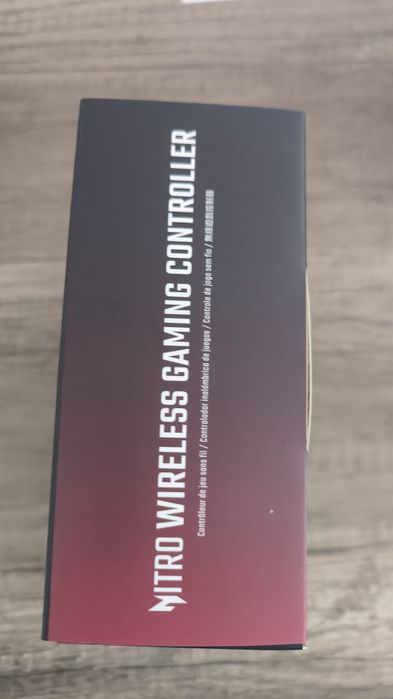 NITRO WIRELESS GAMING CONTROLLER
Contrôleur de jeu sans fil / Controlador inalámbrico de juegos / Controle de jogo sem fio / 無線遊戲控制器